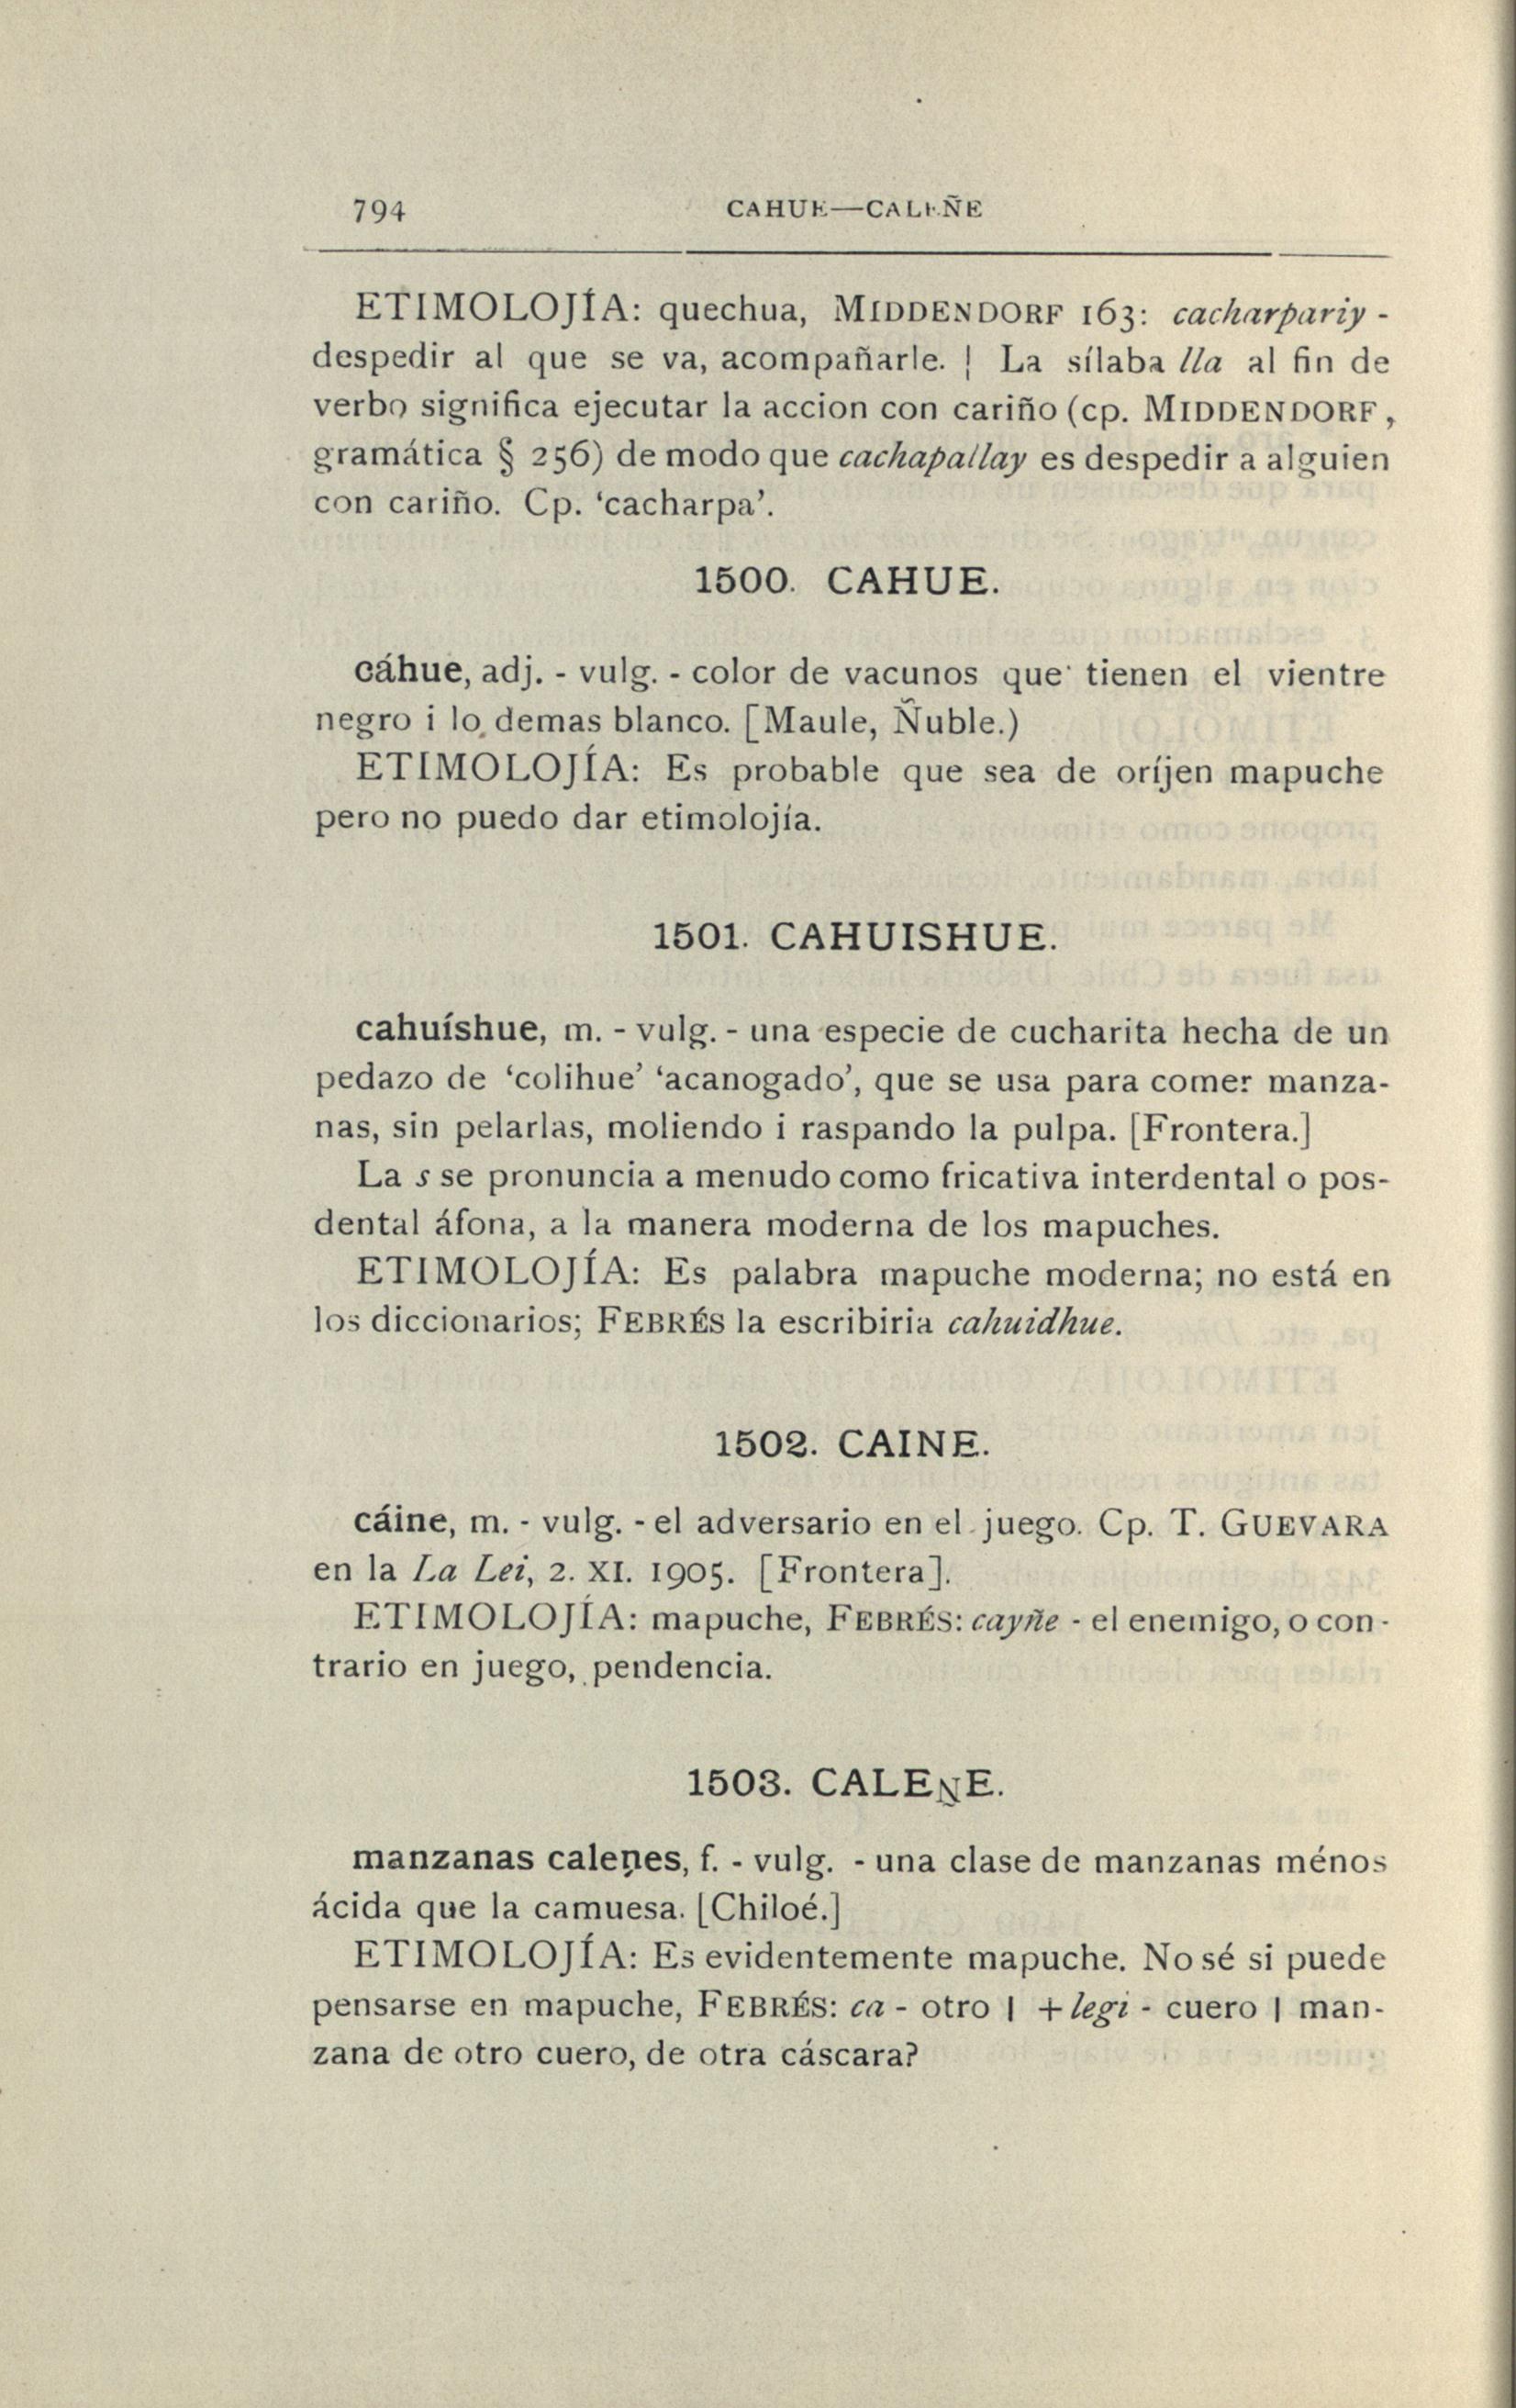 794 CAHUE—CALEÑE
ETIMOLOJÍA: quechua, MIDDENDORF 163: cacharpariy -
despedir al que se va, acompañarle. | La sílaba lla al fin de
verbo significa ejecutar la accion con cariño (cp. MIDDENDORF,
gramática § 256) de modo que cachapallay es despedir a alguien
con cariño. Cp. ‘cacharpa’.
1500. CAHUE.
cáhue, adj. - vulg. - color de vacunos que tienen el vientre
negro i lo demas blanco. [Maule, Ñuble.)
ETIMOLOJÍA: Es probable que sea de oríjen mapuche
pero no puedo dar etimolojía.
1501. CAHUISHUE.
cahuíshue, m. - vulg. - una especie de cucharita hecha de un
pedazo de ‘colihue’ ‘acanogado’, que se usa para comer manza-
nas, sin pelarlas, moliendo i raspando la pulpa. [Frontera.]
La s se pronuncia a menudo como fricativa interdental o pos-
dental áfona, a la manera moderna de los mapuches.
ETIMOLOJÍA: Es palabra mapuche moderna; no está en
los diccionarios; FEBRÉS la escribiria cahuidhue.
1502. CAINE.
cáine, m. - vulg. - el adversario en el juego. Cp. T. GUEVARA
en la La Lei, 2. XI. 1905. [Frontera].
ETIMOLOJÍA: mapuche, FEBRÉS: cayñe - el enemigo, o con-
trario en juego, pendencia.
1503. CALEṈE.
manzanas caleṉes, f. - vulg. - una clase de manzanas ménos
ácida que la camuesa. [Chiloé.]
ETIMOLOJÍA: Es evidentemente mapuche. No sé si puede
pensarse en mapuche, FEBRÉS: ca - otro | + legi - cuero | man-
zana de otro cuero, de otra cáscara?